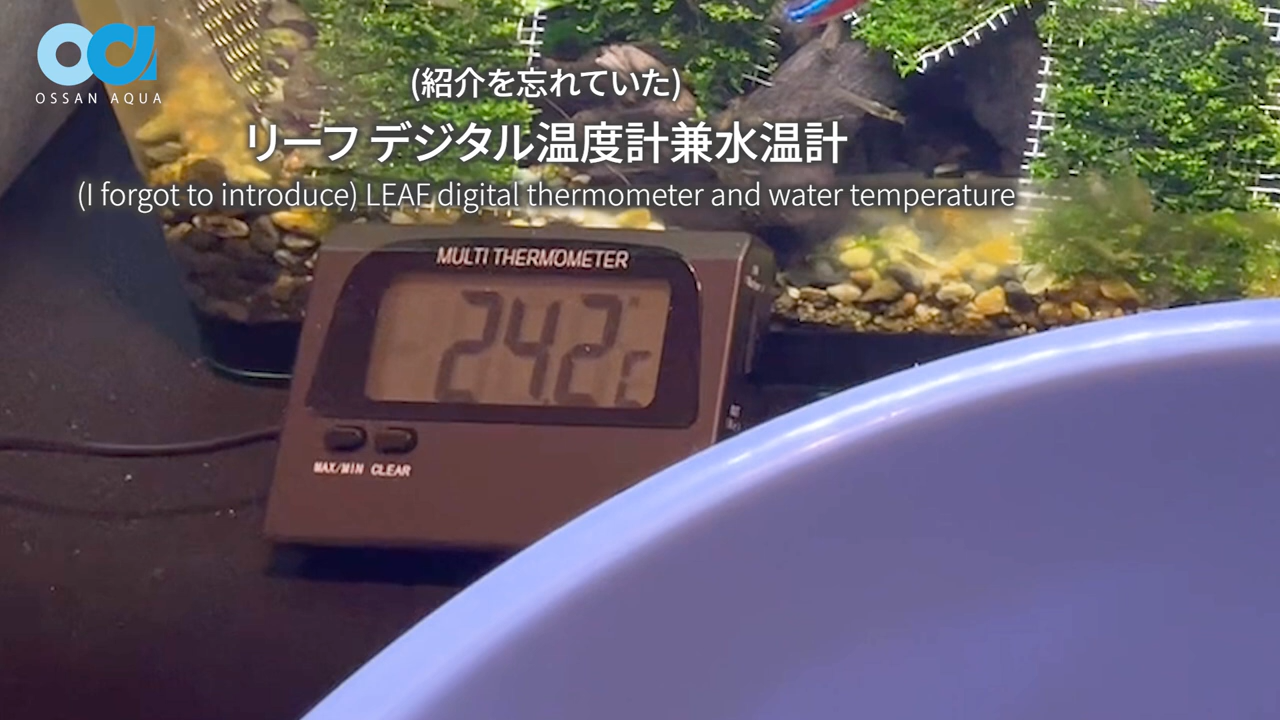 OSSAN AQUA
(紹介を忘れていた)
リーフ デジタル温度計兼水温計
(I forgot to introduce) LEAF digital thermometer and water temperature
MULTI THERMOMETER
24.2°C
MAX/MIN CLEAR